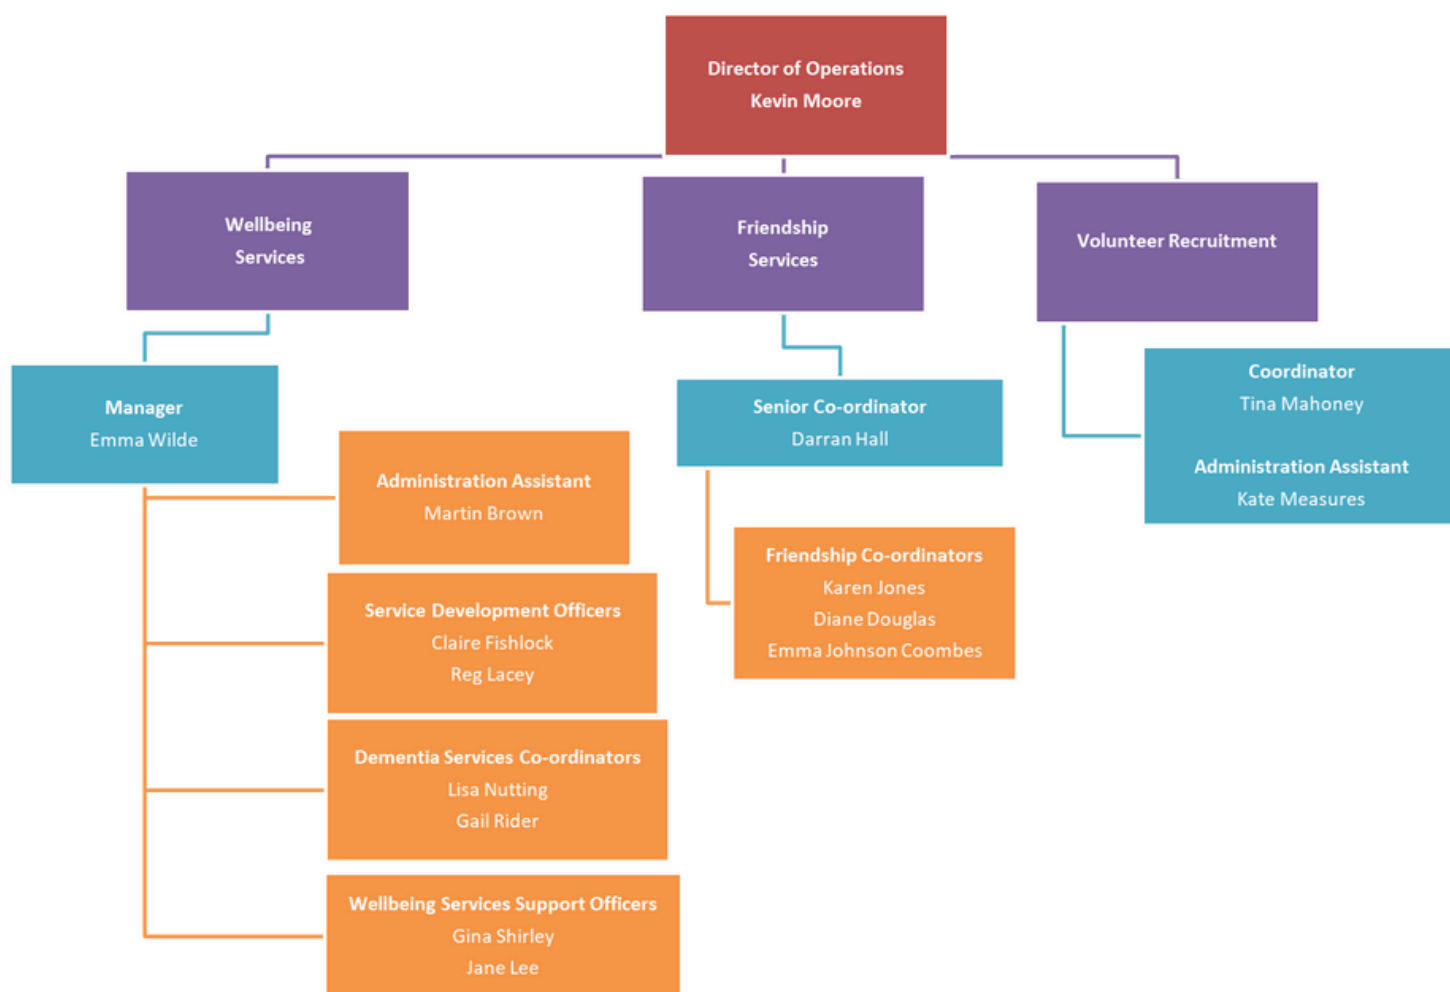 Director of Operations
Kevin Moore
Wellbeing
Services
Friendship
Services
Volunteer Recruitment
Manager
Emma Wilde
Administration Assistant
Martin Brown
Service Development Officers
Claire Fishlock
Reg Lacey
Dementia Services Co-ordinators
Lisa Nutting
Gail Rider
Wellbeing Services Support Officers
Gina Shirley
Jane Lee
Senior Co-ordinator
Darran Hall
Friendship Co-ordinators
Karen Jones
Diane Douglas
Emma Johnson Coombes
Coordinator
Tina Mahoney
Administration Assistant
Kate Measures